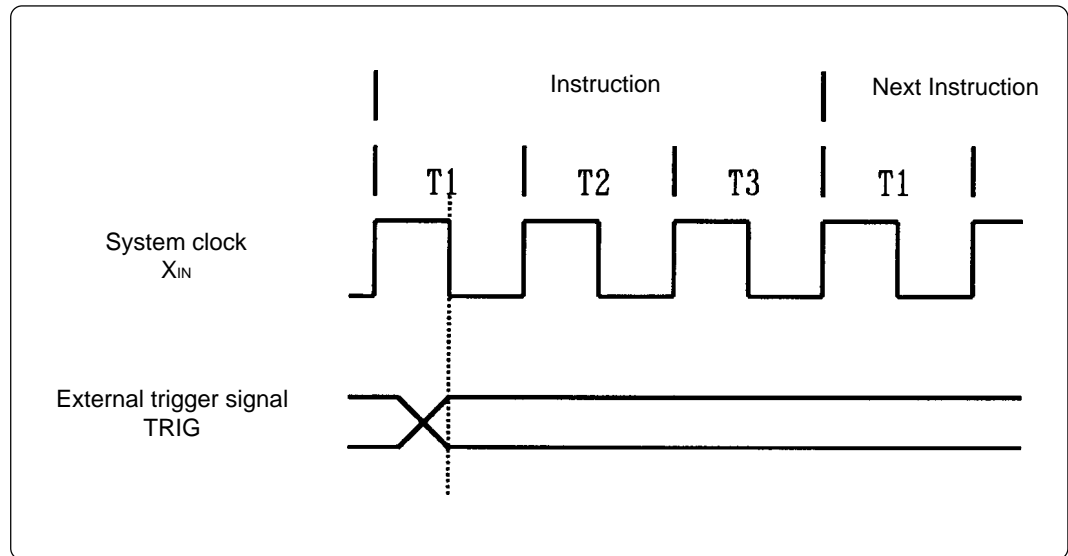 Instruction
Next Instruction
T1 T2 T3 T1
System clock
XIN
External trigger signal
TRIG